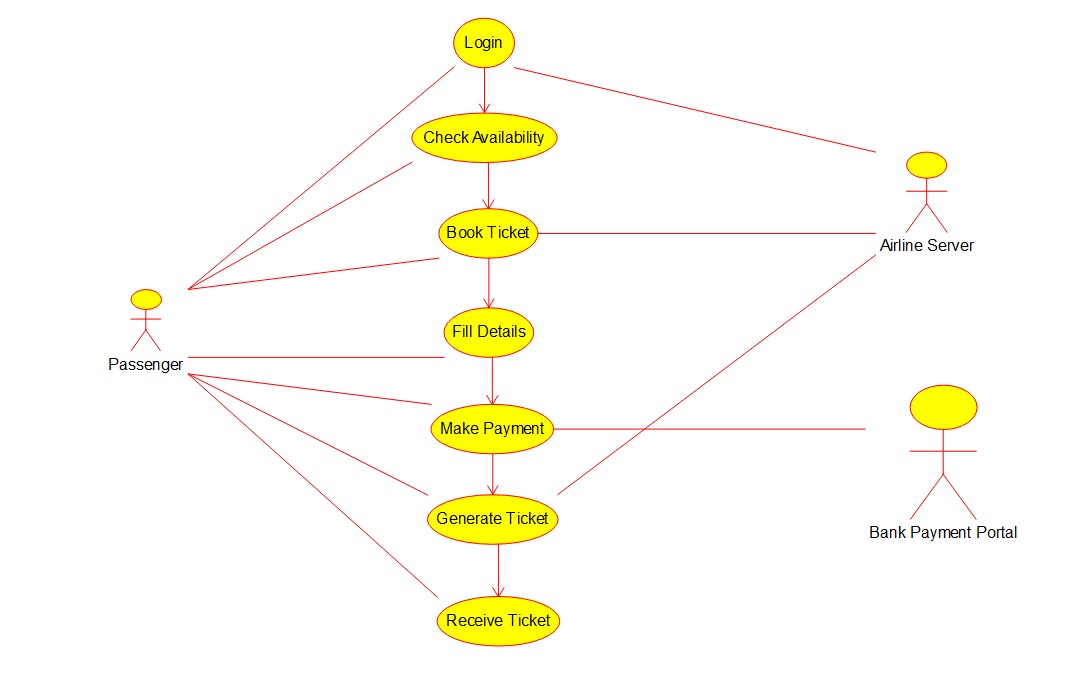 Login
Check Availability
Book Ticket
Airline Server
Fill Details
Passenger
Make Payment
Generate Ticket
Bank Payment Portal
Receive Ticket